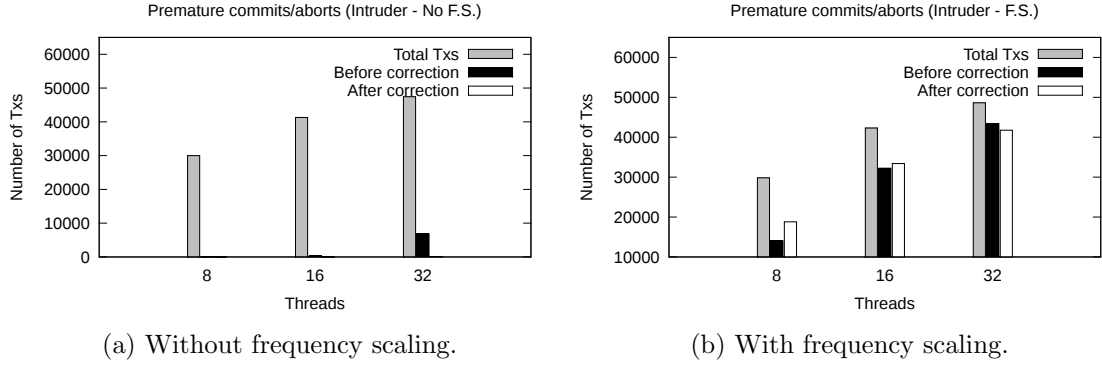 Premature commits/aborts (Intruder - No F.S.)
60000
50000
40000
30000
20000
10000
0
Number of Txs
Total Txs
Before correction
After correction
8 16 32
Threads
(a) Without frequency scaling.
Premature commits/aborts (Intruder - F.S.)
60000
50000
40000
30000
20000
10000
Number of Txs
Total Txs
Before correction
After correction
8 16 32
Threads
(b) With frequency scaling.